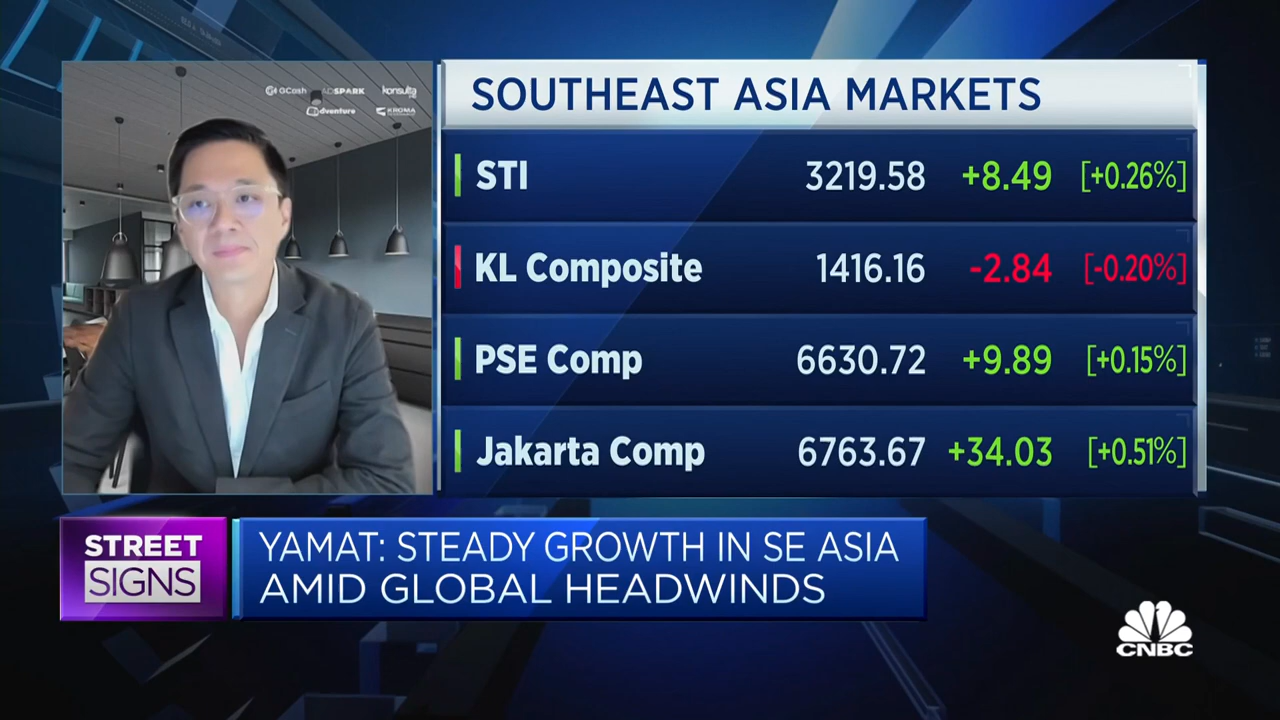 GCash ADSPARK konsulta
adventure KROMA
SOUTHEAST ASIA MARKETS
STI 3219.58 +8.49 [+0.26%]
KL Composite 1416.16 -2.84 [-0.20%]
PSE Comp 6630.72 +9.89 [+0.15%]
Jakarta Comp 6763.67 +34.03 [+0.51%]
STREET
SIGNS
YAMAT: STEADY GROWTH IN SE ASIA
AMID GLOBAL HEADWINDS
CNBC